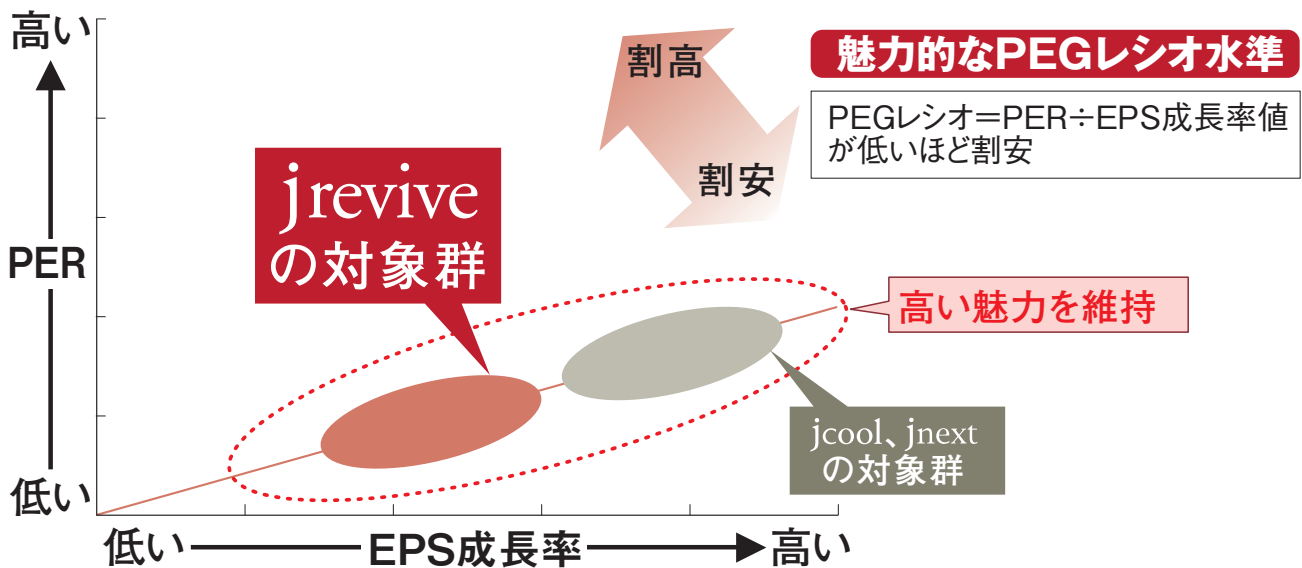 高い
PER
低い
割高
割安
魅力的なPEGレシオ水準
PEGレシオ=PER÷EPS成長率値
が低いほど割安
jrevive
の対象群
高い魅力を維持
jcool、jnext
の対象群
低い
EPS成長率
高い